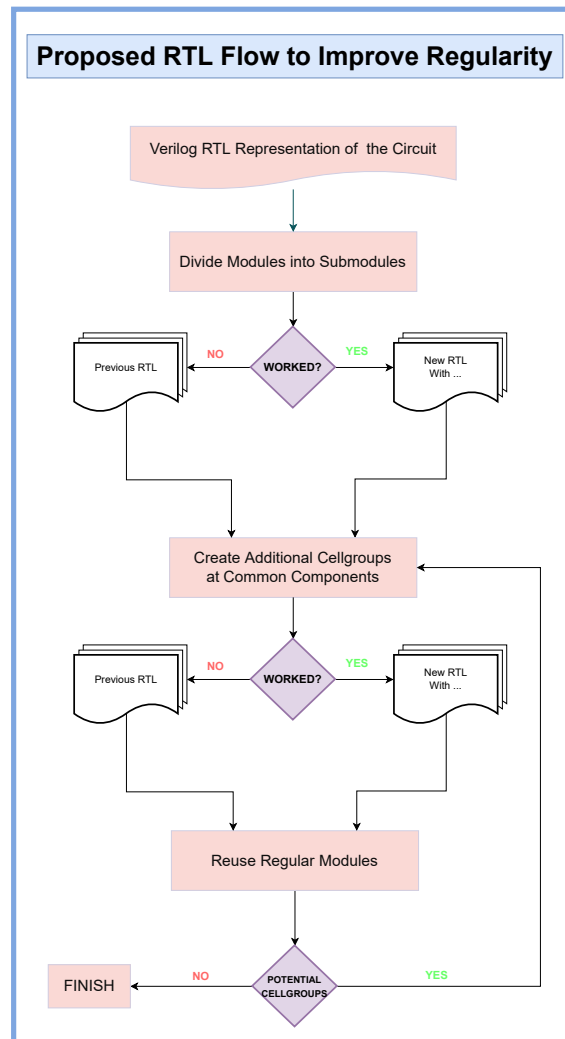 Proposed RTL Flow to Improve Regularity
Verilog RTL Representation of the Circuit
Divide Modules into Submodules
NO
YES
Previous RTL
WORKED?
New RTL
With ...
Create Additional Cellgroups
at Common Components
NO
YES
Previous RTL
WORKED?
New RTL
With ...
Reuse Regular Modules
NO
YES
FINISH
POTENTIAL
CELLGROUPS